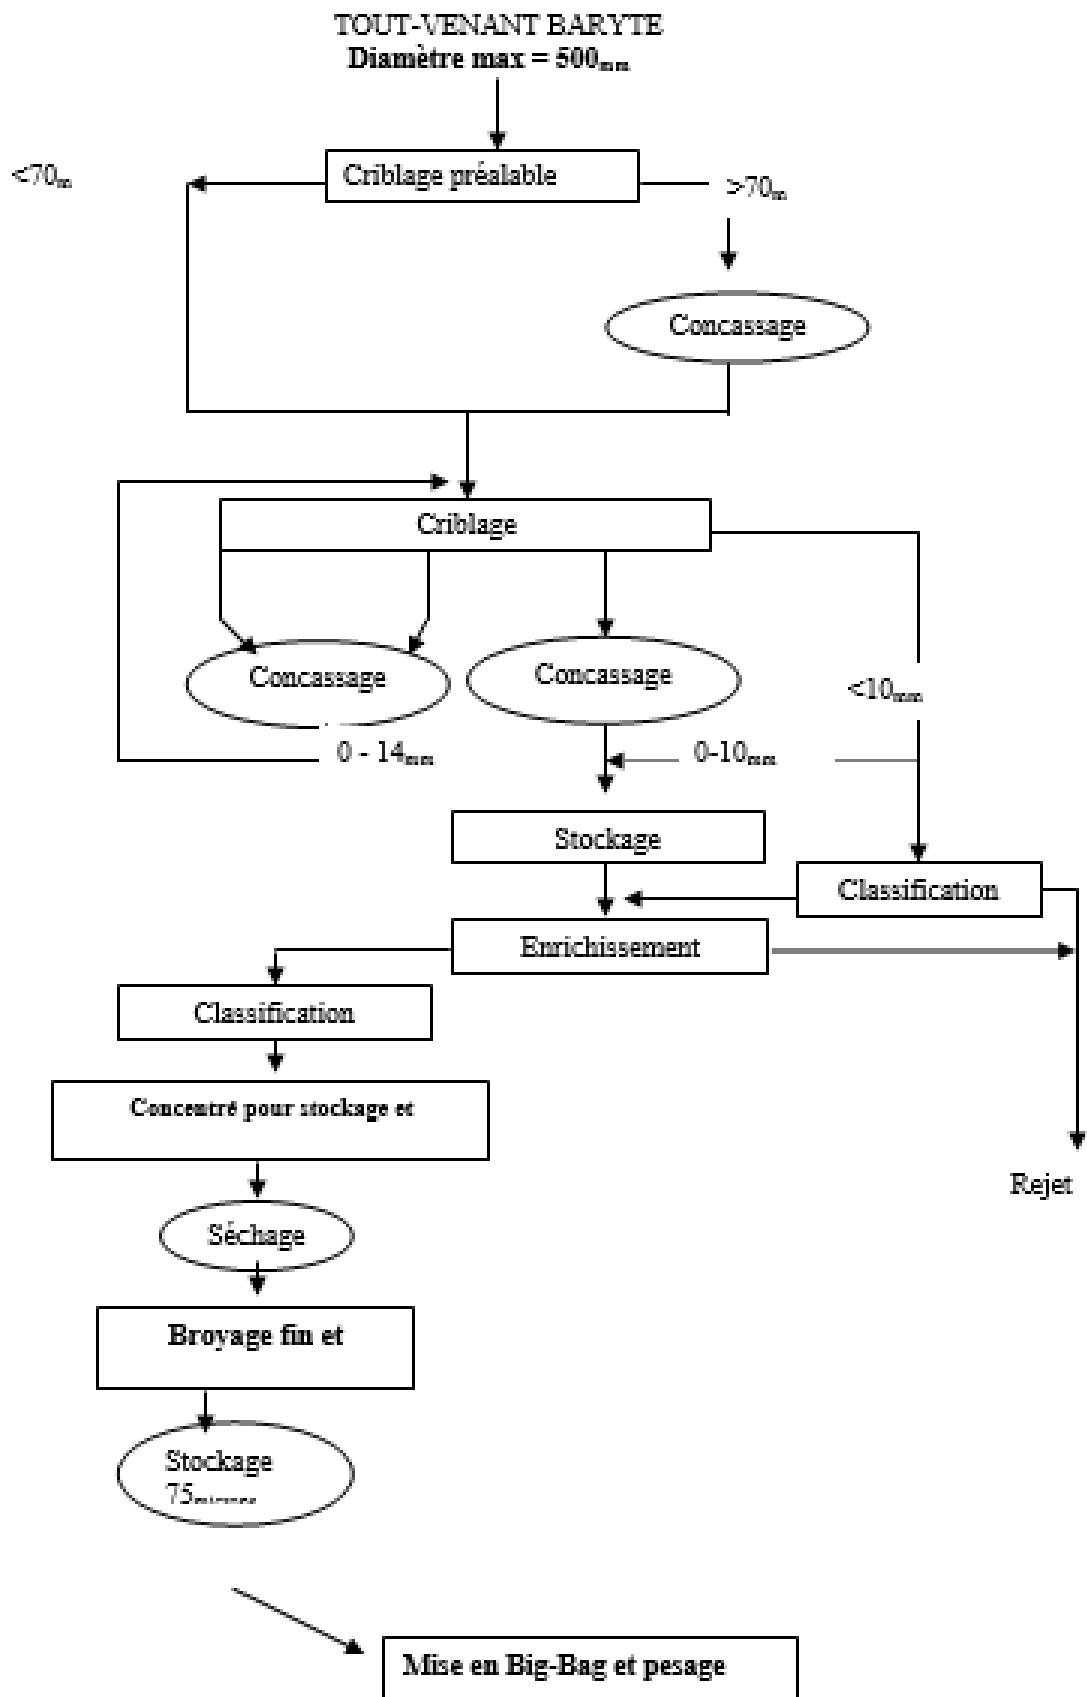 TOUT-VENANT BARYTE
Diamètre max = 500mm
Criblage préalable
<70m
>70m
Concassage
Criblage
Concassage
Concassage
<10mm
0 - 14mm
0-10mm
Stockage
Classification
Enrichissement
Classification
Concentré pour stockage et
Rejet
Séchage
Broyage fin et
Stockage
75
Mise en Big-Bag et pesage